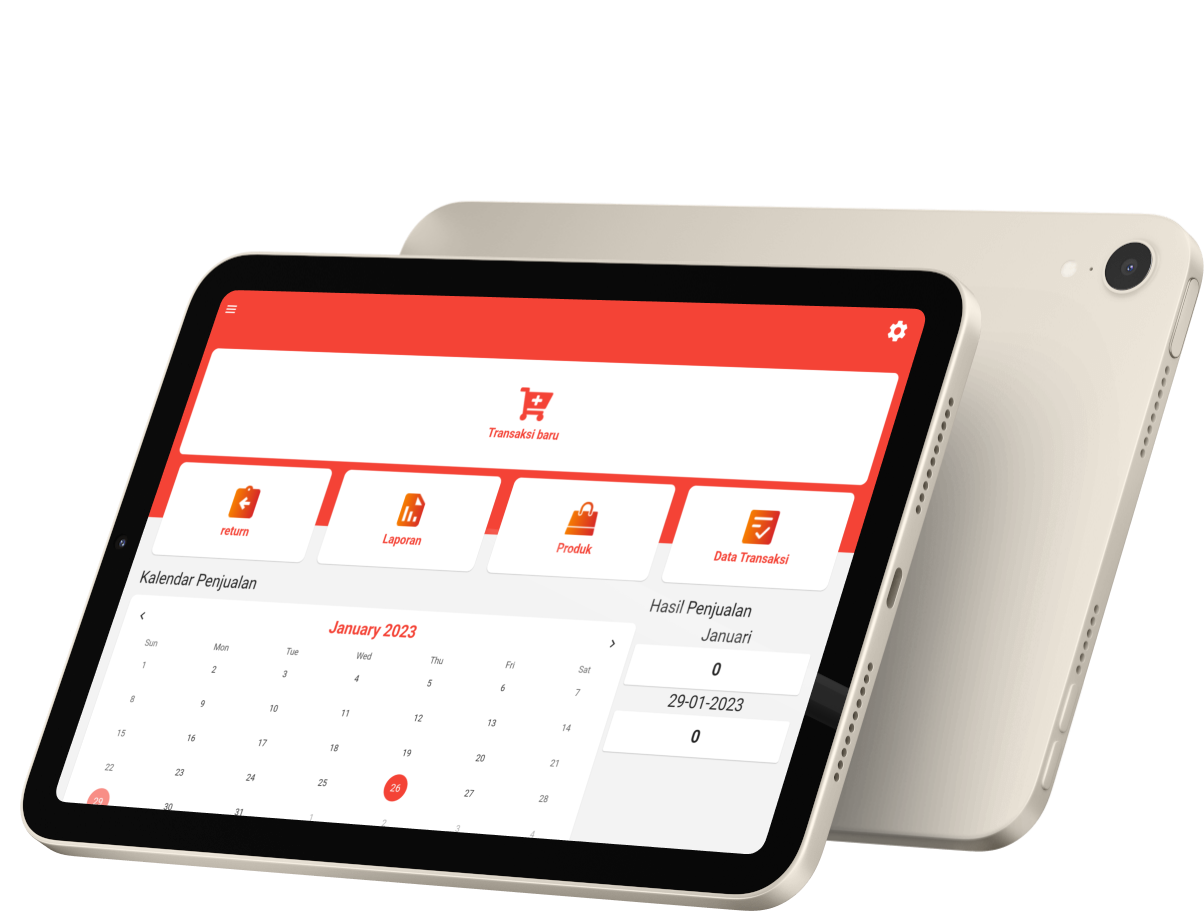 Transaksi baru
return
Laporan
Produk
Data Transaksi
Kalendar Penjualan
January 2023
Sun Mon Tue Wed Thu Fri Sat
1 2 3 4 5 6 7
8 9 10 11 12 13 14
15 16 17 18 19 20 21
22 23 24 25 26 27 28
29 30 31 1 2 3 4
Hasil Penjualan
Januari
0
29-01-2023
0